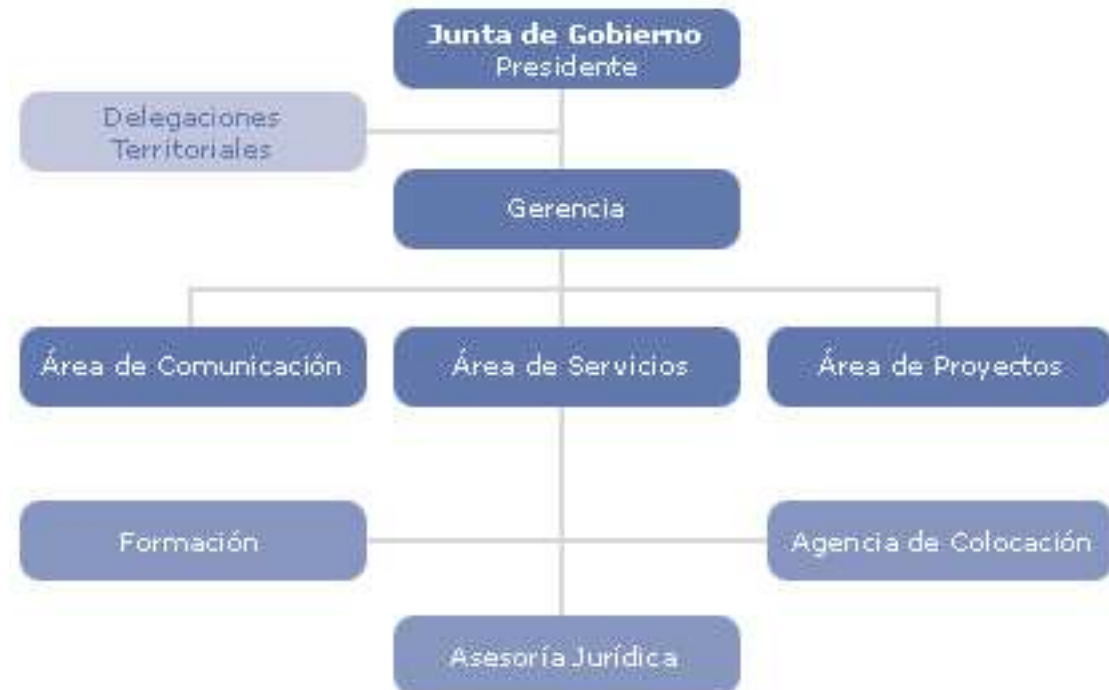 Junta de Gobierno
Presidente
Delegaciones
Territoriales
Gerencia
Área de Comunicación
Área de Servicios
Área de Proyectos
Formación
Agencia de Colocación
Asesoría Jurídica